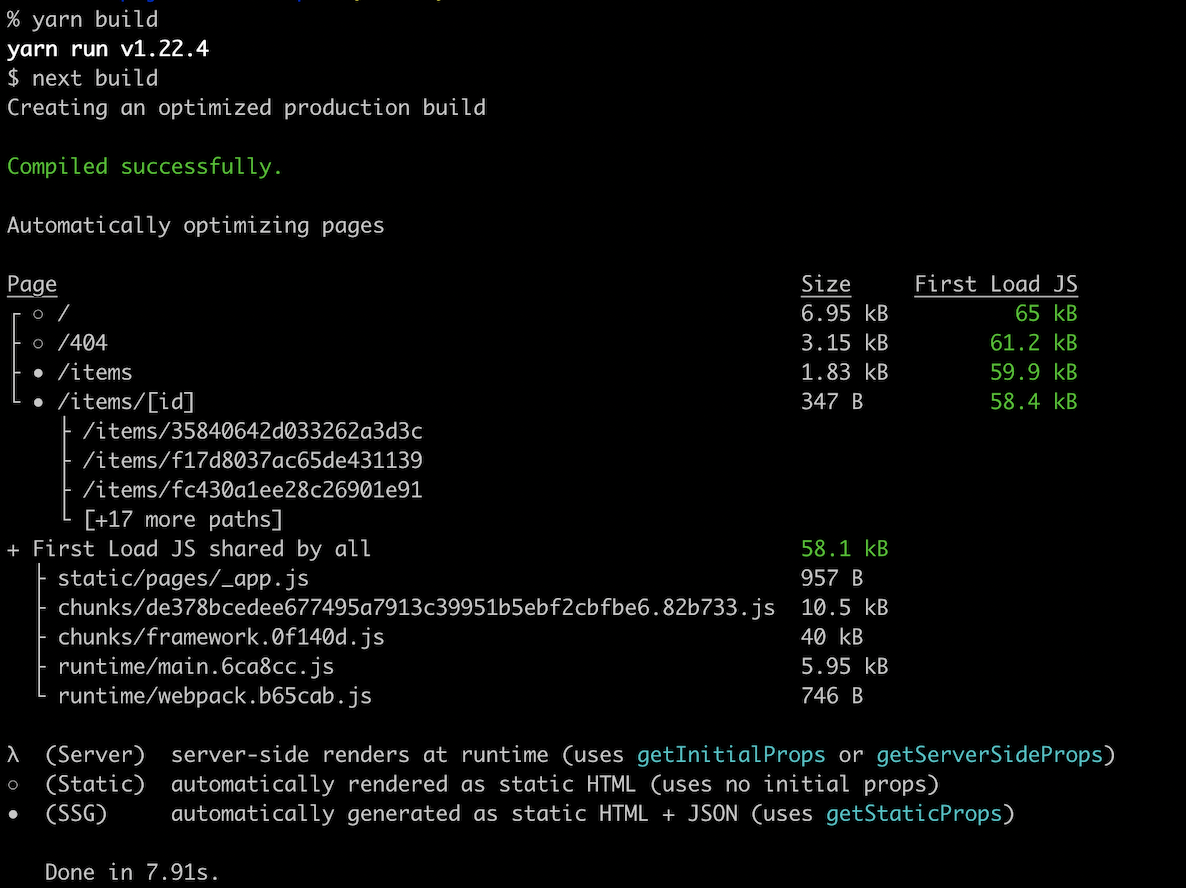 % yarn build
yarn run v1.22.4
$ next build
Creating an optimized production build
Compiled successfully.
Automatically optimizing pages
Page Size First Load JS
┌ ○ / 6.95 kB 65 kB
├ ○ /404 3.15 kB 61.2 kB
├ ● /items 1.83 kB 59.9 kB
└ ● /items/[id] 347 B 58.4 kB
├ /items/35840642d033262a3d3c
├ /items/f17d8037ac65de431139
├ /items/fc430a1ee28c26901e91
└ [+17 more paths]
+ First Load JS shared by all 58.1 kB
├ static/pages/_app.js 957 B
├ chunks/de378bcedee677495a7913c39951b5ebf2cbfbe6.82b733.js 10.5 kB
├ chunks/framework.0f140d.js 40 kB
├ runtime/main.6ca8cc.js 5.95 kB
└ runtime/webpack.b65cab.js 746 B
λ (Server) server-side renders at runtime (uses getInitialProps or getServerSideProps)
○ (Static) automatically rendered as static HTML (uses no initial props)
● (SSG) automatically generated as static HTML + JSON (uses getStaticProps)
Done in 7.91s.